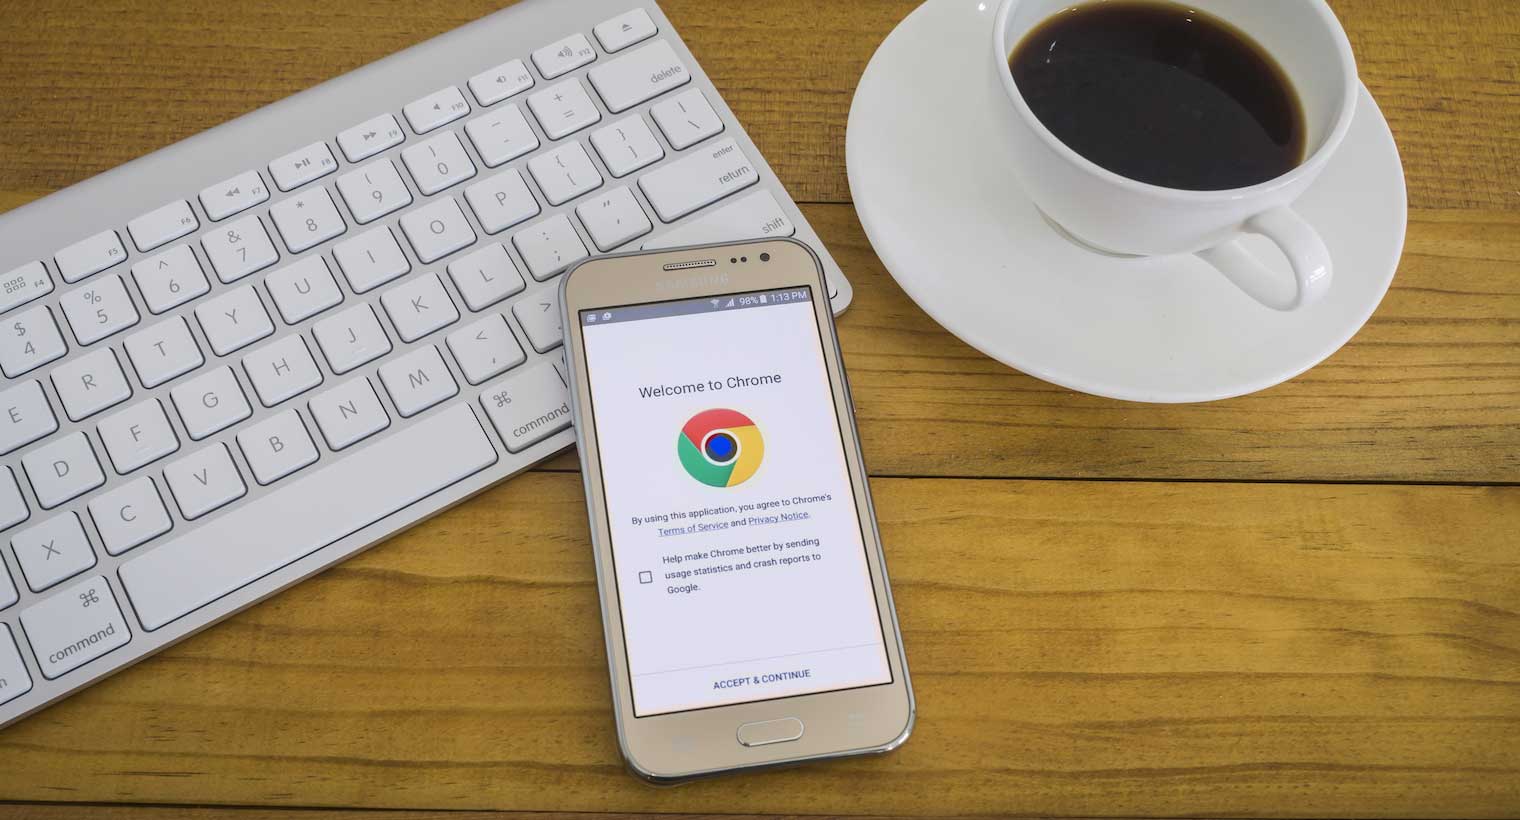 delete
enter
return
shift
command
command
F4
F5
F6
F7
F8
F9
F10
F11
F12
$ 4
% 5
^ 6
& 7
* 8
( 9
) 0
_ -
+ =
E R T Y U I O P { [ } ] | \
D F G H J K L : ; " '
X C V B N M < , >
SAMSUNG
98% 1:13 PM
Welcome to Chrome
By using this application, you agree to Chrome's
Terms of Service and Privacy Notice.
Help make Chrome better by sending
usage statistics and crash reports to
Google.
ACCEPT & CONTINUE